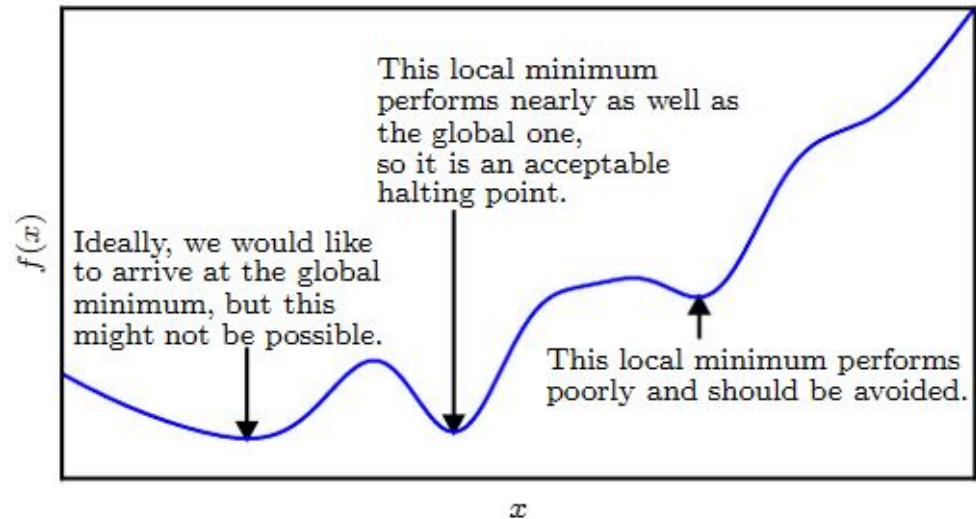 This local minimum
performs nearly as well as
the global one,
so it is an acceptable
halting point.
Ideally, we would like
to arrive at the global
minimum, but this
might not be possible.
This local minimum performs
poorly and should be avoided.
f(x)
x